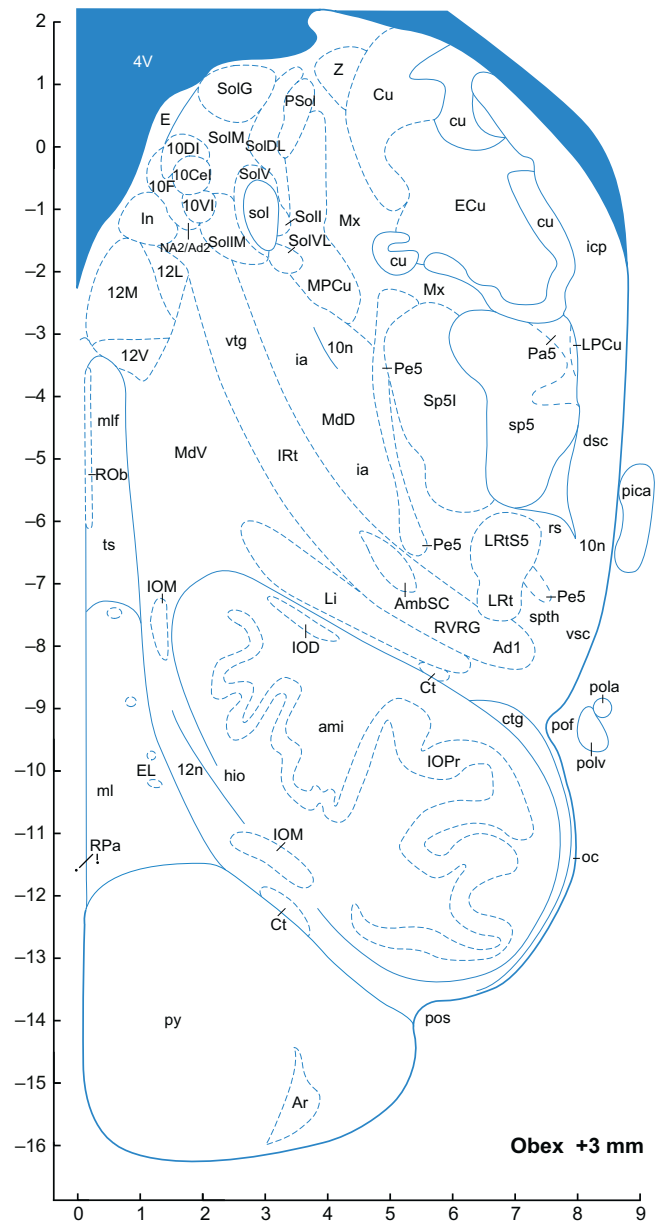 2
4V
Z
1
SolG
PSol
Cu
cu
E
SolM
SolDL
0
10DI
10Cel
SolV
10F
10VI
sol
ECu
cu
In
SolI
Mx
−1
NA2/Ad2
SolIM
SolVL
icp
cu
−2
12L
12M
MPCu
Mx
−3
12V
vtg
ia
10n
Pa5
LPCu
Pe5
−4
Sp5I
mlf
MdD
sp5
MdV
IRt
ia
dsc
−5
ROb
pica
−6
ts
Pe5
LRtS5
rs
10n
−7
IOM
Li
AmbSC
LRt
Pe5
spth
RVRG
vsc
−8
IOD
Ad1
Ct
pola
−9
ami
ctg
pof
IOPr
polv
−10
EL
12n
hio
ml
−11
RPa
IOM
oc
−12
Ct
−13
−14
py
pos
−15
Ar
−16
Obex +3 mm
0 1 2 3 4 5 6 7 8 9